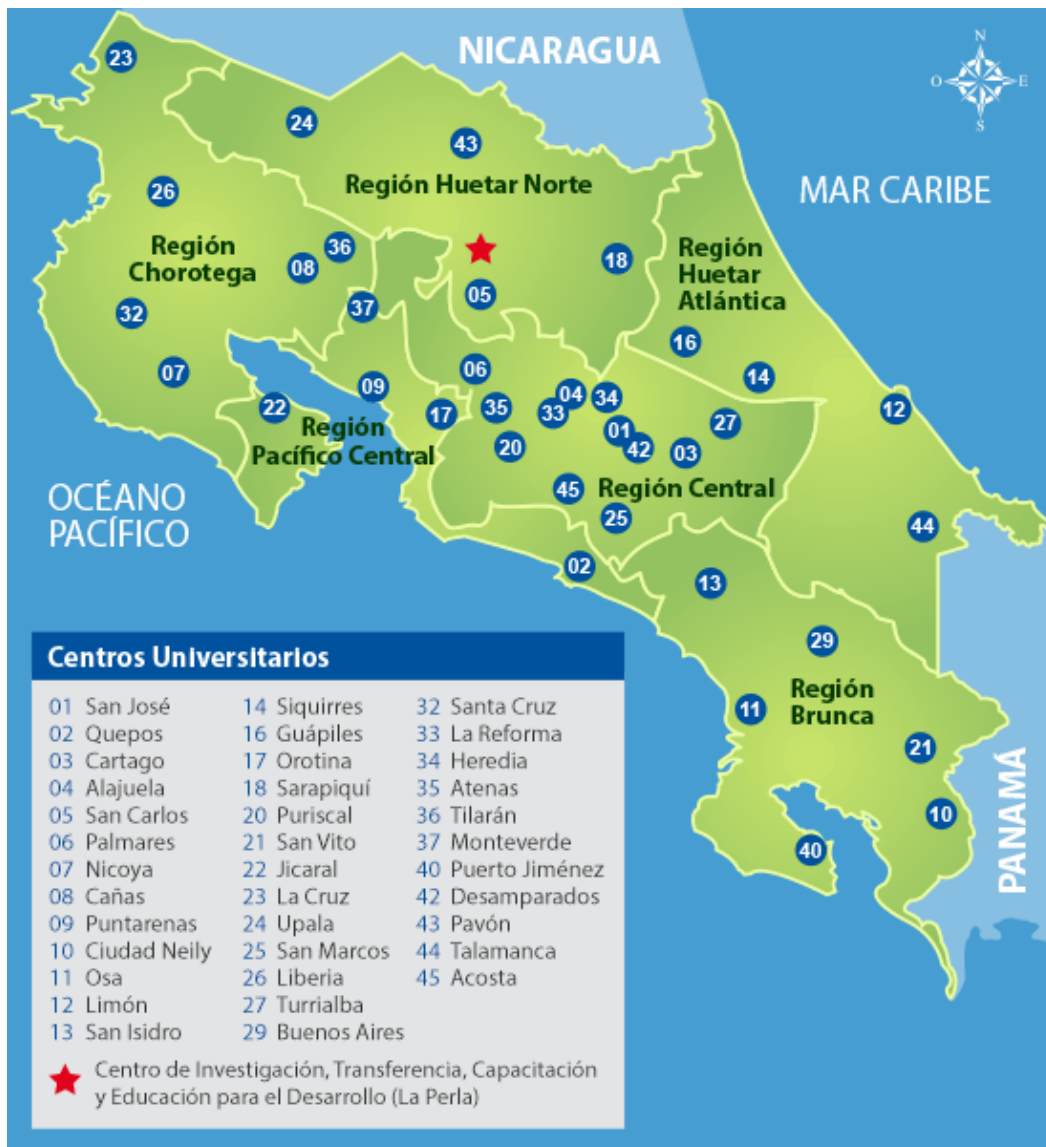 NICARAGUA
N
O
E
S
23
24
43
Región Huetar Norte
MAR CARIBE
26
Región
Chorotega
36
08
18
Región
Huetar
Atlántica
37
05
32
16
07
06
14
09
04
34
12
22
35
33
17
27
Región
Pacífico Central
01
20
42
03
45
Región Central
OCÉANO
PACÍFICO
25
44
02
13
29
Región
Brunca
11
21
10
40
PANAMÁ
Centros Universitarios
01 San José
02 Quepos
03 Cartago
04 Alajuela
05 San Carlos
06 Palmares
07 Nicoya
08 Cañas
09 Puntarenas
10 Ciudad Neily
11 Osa
12 Limón
13 San Isidro
14 Siquirres
16 Guápiles
17 Orotina
18 Sarapiquí
20 Puriscal
21 San Vito
22 Jicaral
23 La Cruz
24 Upala
25 San Marcos
26 Liberia
27 Turrialba
29 Buenos Aires
32 Santa Cruz
33 La Reforma
34 Heredia
35 Atenas
36 Tilarán
37 Monteverde
40 Puerto Jiménez
42 Desamparados
43 Pavón
44 Talamanca
45 Acosta
Centro de Investigación, Transferencia, Capacitación
y Educación para el Desarrollo (La Perla)